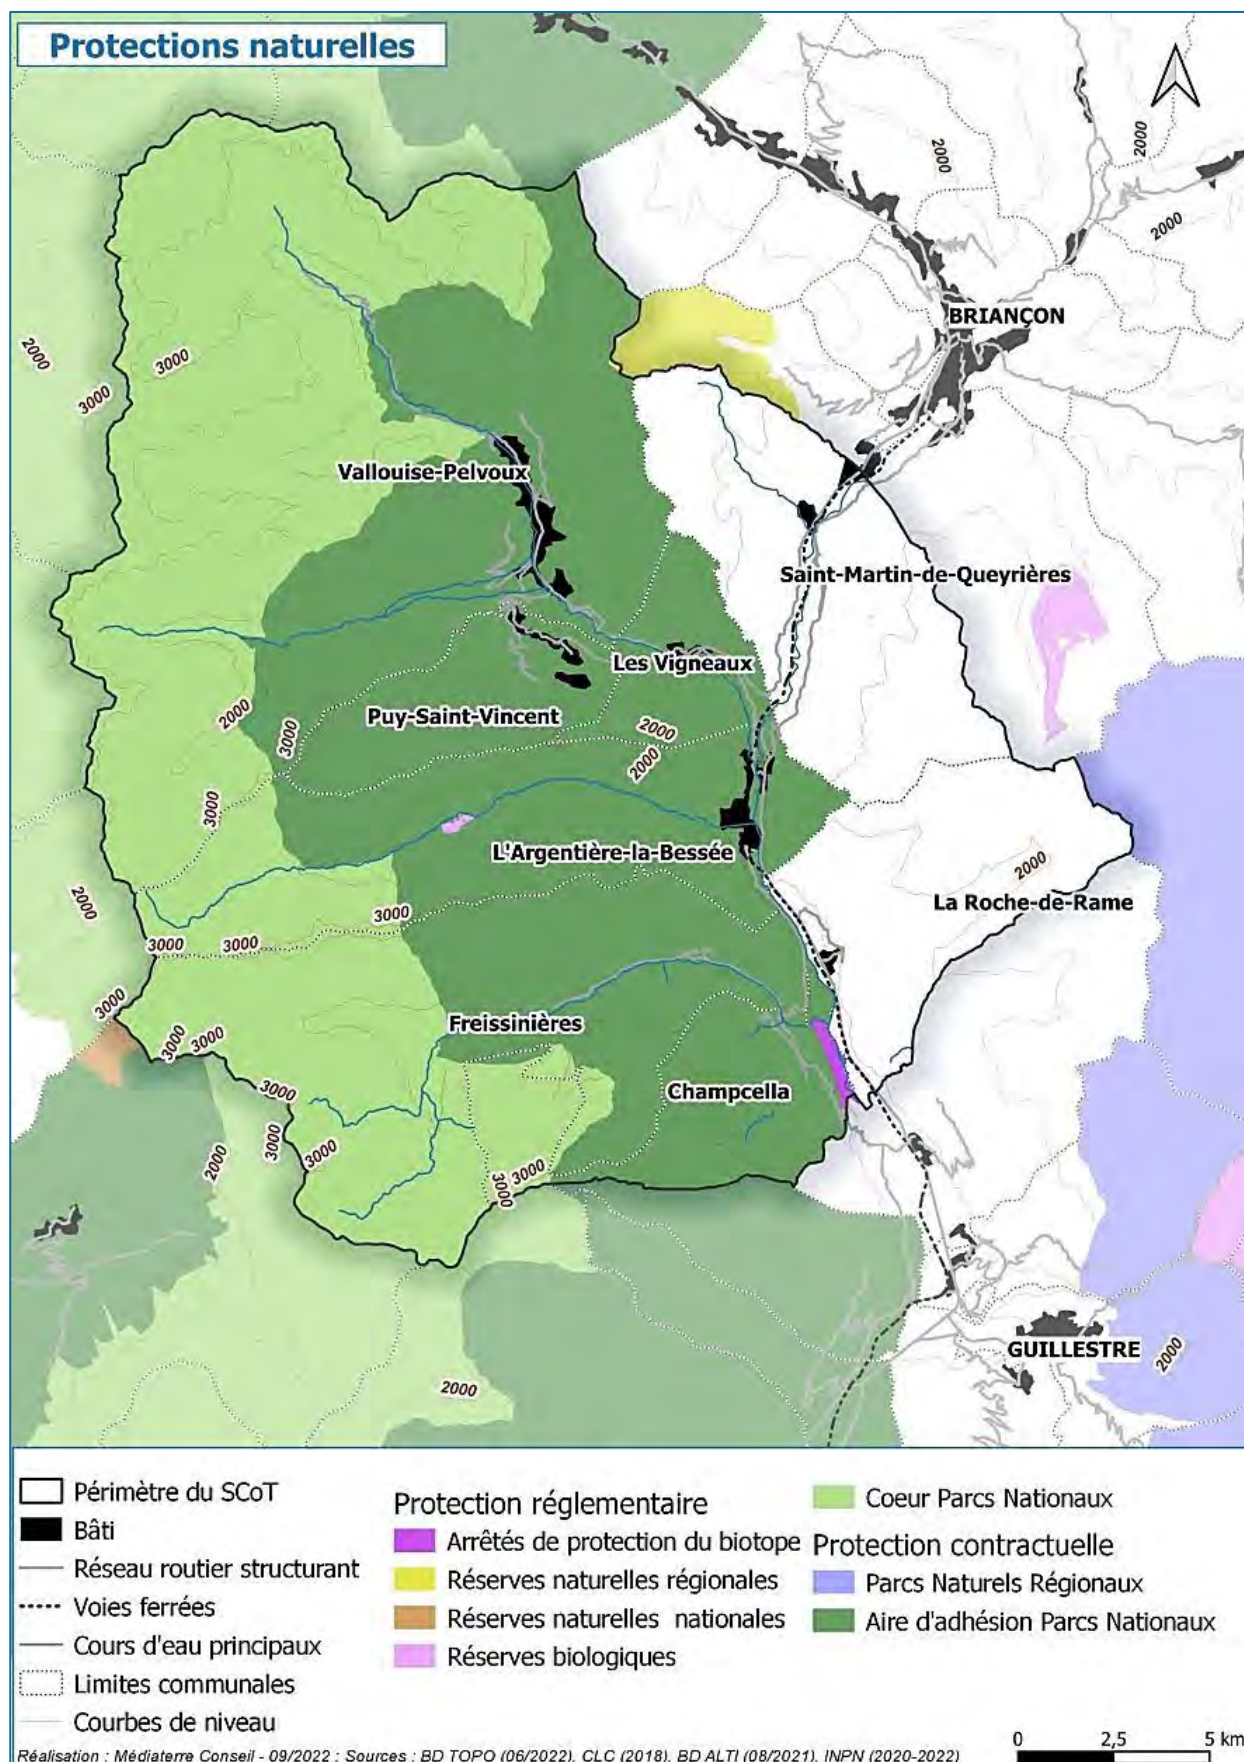 Protections naturelles
2000
2000
2000
BRIANÇON
2000
3000
3000
Vallouise-Pelvoux
Saint-Martin-de-Queyrières
Les Vigneaux
2000
3000
Puy-Saint-Vincent
2000
2000
3000
L'Argentière-la-Bessée
2000
2000
La Roche-de-Rame
3000
3000
3000
3000
Freissinières
3000
3000
3000
Champcella
2000
3000
3000
3000
3000
GUILLESTRE
2000
2000
Périmètre du SCoT
Bâti
Réseau routier structurant
Voies ferrées
Cours d'eau principaux
Limites communales
Courbes de niveau
Protection réglementaire
Arrêtés de protection du biotope
Réserves naturelles régionales
Réserves naturelles nationales
Réserves biologiques
Coeur Parcs Nationaux
Protection contractuelle
Parcs Naturels Régionaux
Aire d'adhésion Parcs Nationaux
0 2,5 5 km
Réalisation : Médiaterre Conseil - 09/2022 ; Sources : BD TOPO (06/2022), CLC (2018), BD ALTI (08/2021), INPN (2020-2022)